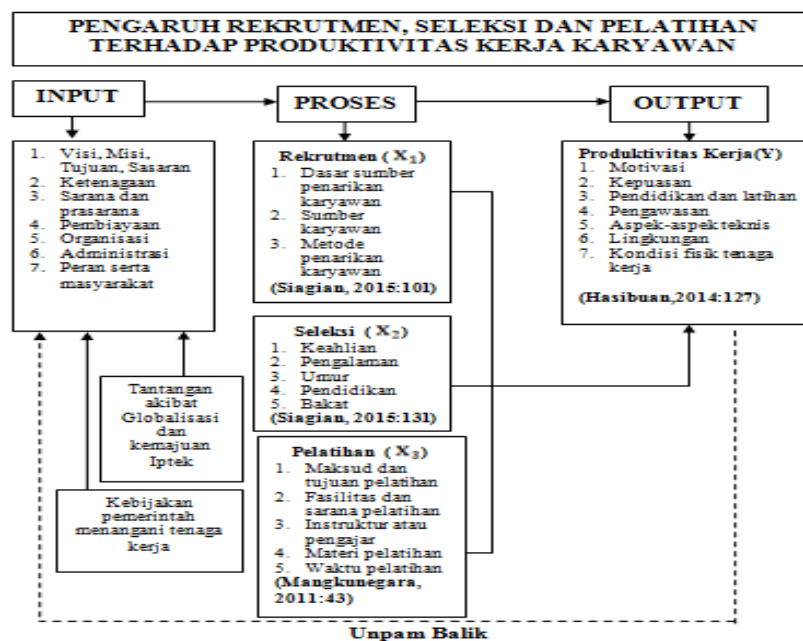 PENGARUH REKRUTMEN, SELEKSI DAN PELATIHAN
TERHADAP PRODUKTIVITAS KERJA KARYAWAN
INPUT
PROSES
OUTPUT
1. Visi, Misi,
Tujuan, Sasaran
2. Ketenagaan
3. Sarana dan
prasarana
4. Pembiayaan
5. Organisasi
6. Administrasi
7. Peran serta
masyarakat
Tantangan
akibat
Globalisasi
dan
kemajuan
Iptek
Kebijakan
pemerintah
menangani tenaga
kerja
Rekrutmen ( X₁)
1. Dasar sumber
penarikan
karyawan
2. Sumber
karyawan
3. Metode
penarikan
karyawan
(Siagian, 2015:101)
Seleksi ( X₂)
1. Keahlian
2. Pengalaman
3. Umur
4. Pendidikan
5. Bakat
(Siagian, 2015:131)
Pelatihan ( X₃)
1. Maksud dan
tujuan pelatihan
2. Fasilitas dan
sarana pelatihan
3. Instruktur atau
pengajar
4. Materi pelatihan
5. Waktu pelatihan
(Mangkunegara,
2011:43)
Produktivitas Kerja(Y)
1. Motivasi
2. Kepuasan
3. Pendidikan dan latihan
4. Pengawasan
5. Aspek-aspek teknis
6. Lingkungan
7. Kondisi fisik tenaga
kerja
(Hasibuan,2014:127)
Unpam Balik